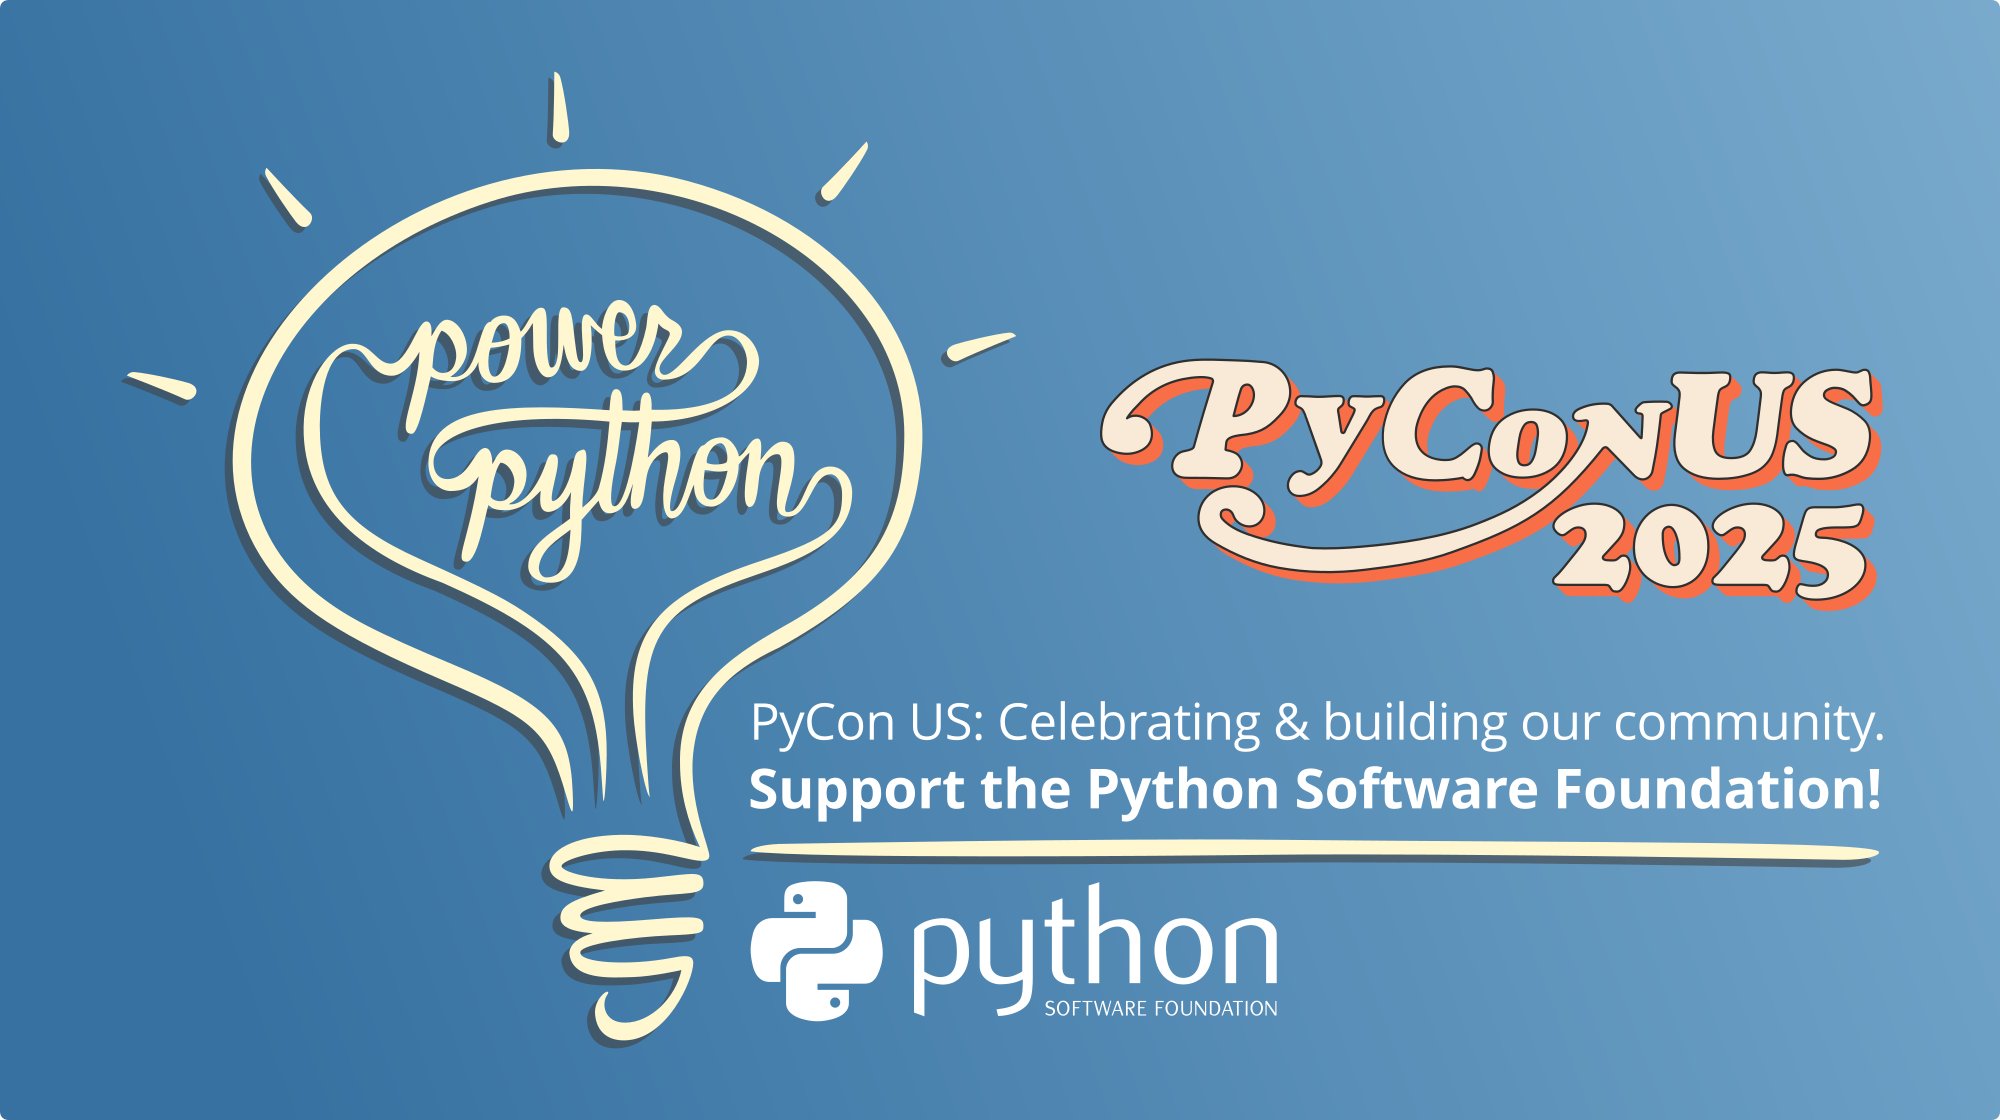 power
python
PyConUS
2025
PyCon US: Celebrating & building our community.
Support the Python Software Foundation!
python
SOFTWARE FOUNDATION